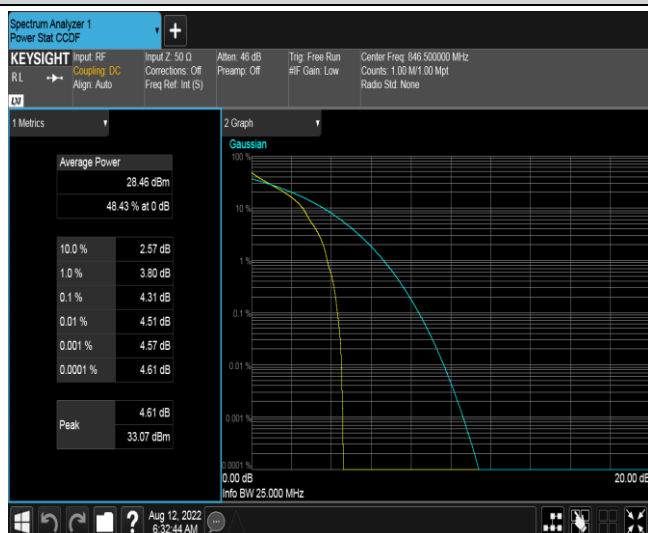 Spectrum Analyzer 1
Power Stat CCDF
+
KEYSIGHT
RL
LXI
Input: RF
Coupling: DC
Align: Auto
Input Z: 50 Ω
Corrections: Off
Freq Ref: Int (S)
Atten: 46 dB
Preamp: Off
Trig: Free Run
#IF Gain: Low
Center Freq: 846.500000 MHz
Counts: 1.00 M/1.00 Mpt
Radio Std: None
1 Metrics
Average Power
28.46 dBm
48.43 % at 0 dB
10.0 % 2.57 dB
1.0 % 3.80 dB
0.1 % 4.31 dB
0.01 % 4.51 dB
0.001 % 4.57 dB
0.0001 % 4.61 dB
Peak
4.61 dB
33.07 dBm
2 Graph
Gaussian
100 %
10 %
1 %
0.1 %
0.01 %
0.001 %
0.0001 %
0.00 dB 20.00 dB
Info BW 25.000 MHz
?
Aug 12, 2022
6:32:44 AM